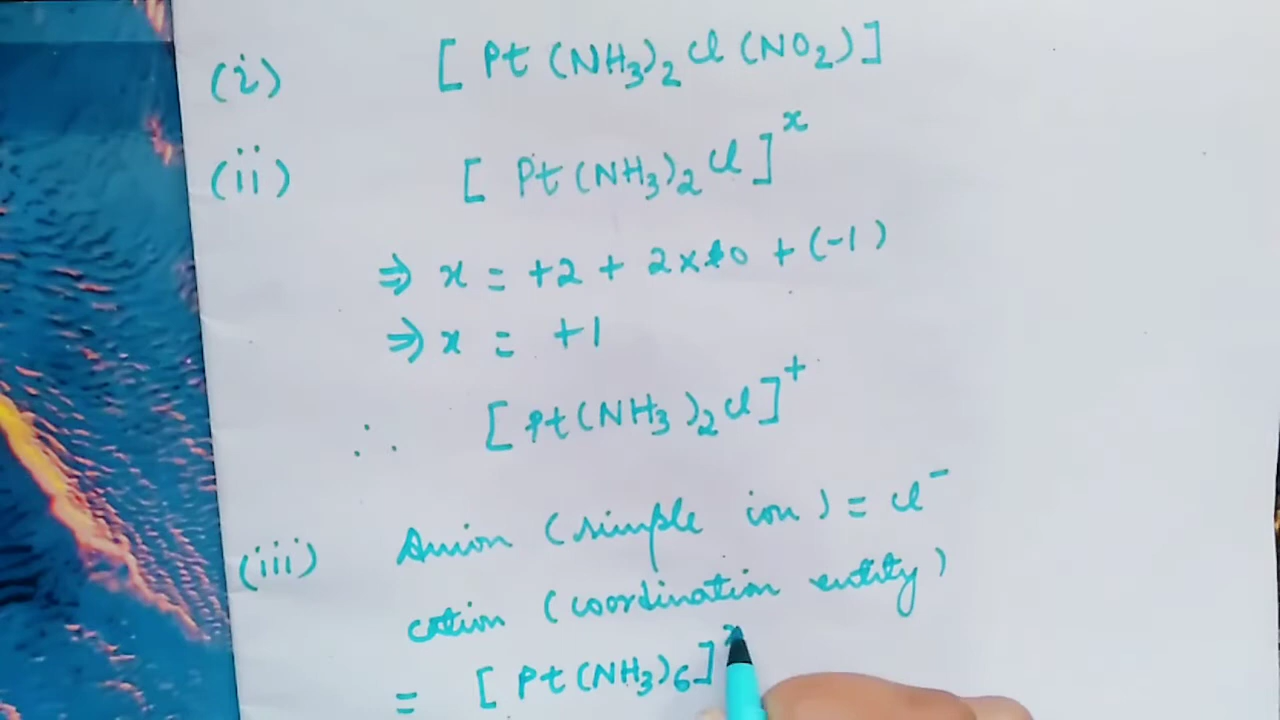 (i) [Pt(NH₃)₂Cl(NO₂)]
(ii) [Pt(NH₃)₂Cl]ˣ
⇒ x = +2 + 2×0 + (-1)
⇒ x = +1
∴ [Pt(NH₃)₂Cl]⁺
(iii) Anion (simple ion) = Cl⁻
cation (coordination entity)
= [Pt(NH₃)₆]ˣ